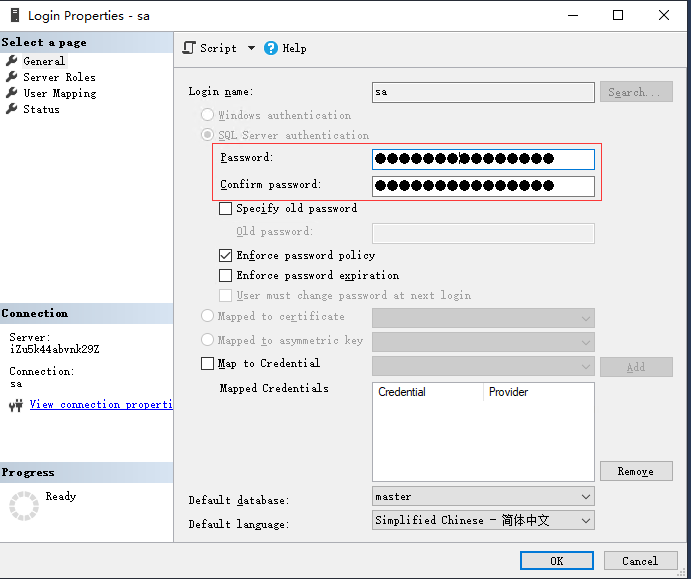 Login Properties - sa
Select a page
General
Server Roles
User Mapping
Status
Script
Help
Login name:
sa
Search...
Windows authentication
SQL Server authentication
Password:
●●●●●●●●●●●●●●●
Confirm password:
●●●●●●●●●●●●●●●
Specify old password
Old password:
Enforce password policy
Enforce password expiration
User must change password at next login
Mapped to certificate
Mapped to asymmetric key
Map to Credential
Add
Mapped Credentials
Credential Provider
Remove
Default database:
master
Default language:
Simplified Chinese - 简体中文
Connection
Server:
iZu5k44abvnk29Z
Connection:
sa
View connection properti
Progress
Ready
OK
Cancel